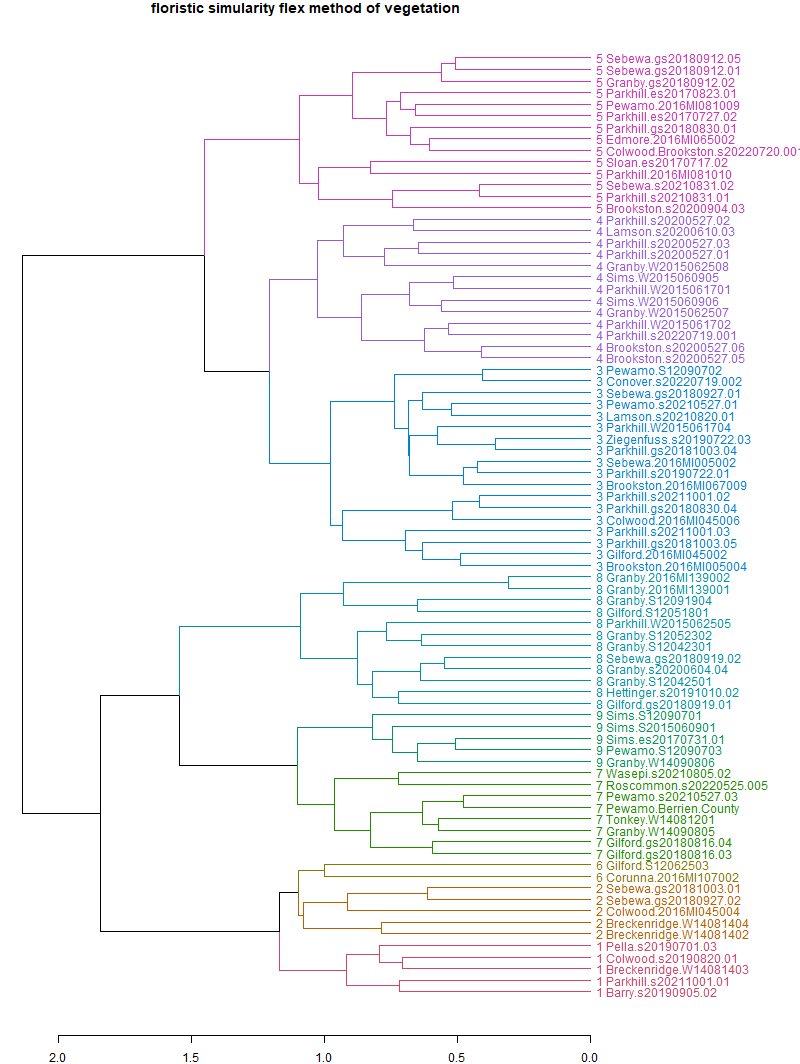 floristic simularity flex method of vegetation
5 Sebewa.gs20180912.05
5 Sebewa.gs20180912.01
5 Granby.gs20180912.02
5 Parkhill.es20170823.01
5 Pewamo.2016MI081009
5 Parkhill.es20170727.02
5 Parkhill.gs20180830.01
5 Edmore.2016MI065002
5 Colwood.Brookston.s20220720.001
5 Sloan.es20170717.02
5 Parkhill.2016MI081010
5 Sebewa.s20210831.02
5 Parkhill.s20210831.01
5 Brookston.s20200904.03
4 Parkhill.s20200527.02
4 Lamson.s20200610.03
4 Parkhill.s20200527.03
4 Parkhill.s20200527.01
4 Granby.W2015062508
4 Sims.W2015060905
4 Parkhill.W2015061701
4 Sims.W2015060906
4 Granby.W2015062507
4 Parkhill.W2015061702
4 Parkhill.s20220719.001
4 Brookston.s20200527.06
4 Brookston.s20200527.05
3 Pewamo.S12090702
3 Conover.s20220719.002
3 Sebewa.gs20180927.01
3 Pewamo.s20210527.01
3 Lamson.s20210820.01
3 Parkhill.W2015061704
3 Ziegenfuss.s20190722.03
3 Parkhill.gs20181003.04
3 Sebewa.2016MI005002
3 Parkhill.s20190722.01
3 Brookston.2016MI067009
3 Parkhill.s20211001.02
3 Parkhill.gs20180830.04
3 Colwood.2016MI045006
3 Parkhill.s20211001.03
3 Parkhill.gs20181003.05
3 Gilford.2016MI045002
3 Brookston.2016MI005004
8 Granby.2016MI139002
8 Granby.2016MI139001
8 Granby.S12091904
8 Gilford.S12051801
8 Parkhill.W2015062505
8 Granby.S12052302
8 Granby.S12042301
8 Sebewa.gs20180919.02
8 Granby.s20200604.04
8 Granby.S12042501
8 Hettinger.s20191010.02
8 Gilford.gs20180919.01
9 Sims.S12090701
9 Sims.S2015060901
9 Sims.es20170731.01
9 Pewamo.S12090703
9 Granby.W14090806
7 Wasepi.s20210805.02
7 Roscommon.s20220525.005
7 Pewamo.s20210527.03
7 Pewamo.Berrien.County
7 Tonkey.W14081201
7 Granby.W14090805
7 Gilford.gs20180816.04
7 Gilford.gs20180816.03
6 Gilford.S12062503
6 Corunna.2016MI107002
2 Sebewa.gs20181003.01
2 Sebewa.gs20180927.02
2 Colwood.2016MI045004
2 Breckenridge.W14081404
2 Breckenridge.W14081402
1 Pella.s20190701.03
1 Colwood.s20190820.01
1 Breckenridge.W14081403
1 Parkhill.s20211001.01
1 Barry.s20190905.02
2.0 1.5 1.0 0.5 0.0